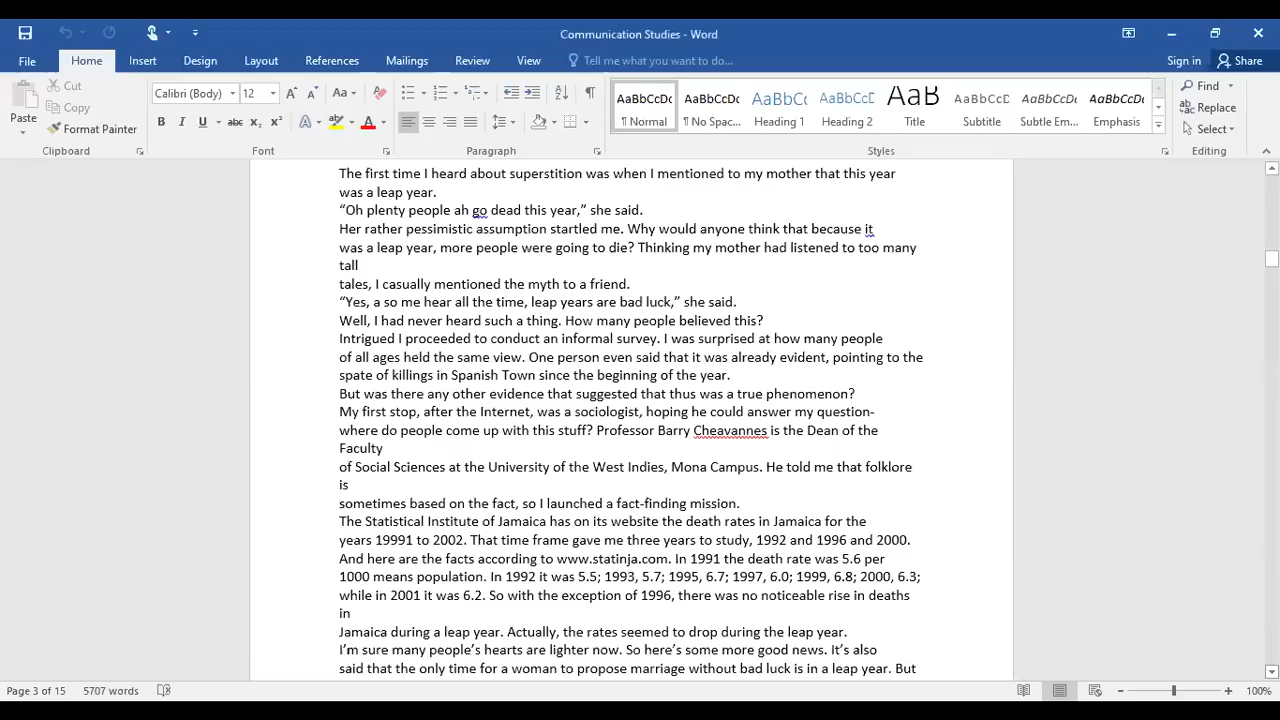 Communication Studies - Word
File Home Insert Design Layout References Mailings Review View Tell me what you want to do... Sign in Share
Cut
Copy
Format Painter
Paste
Clipboard
Calibri (Body) 12
Font
Paragraph
AaBbCcDc AaBbCcDc AaBbCc AaBbCcD AaB AaBbCcD AaBbCcDc AaBbCcDc
¶ Normal ¶ No Spac... Heading 1 Heading 2 Title Subtitle Subtle Em... Emphasis
Styles
Find
Replace
Select
Editing
The first time I heard about superstition was when I mentioned to my mother that this year
was a leap year.
“Oh plenty people ah go dead this year,” she said.
Her rather pessimistic assumption startled me. Why would anyone think that because it
was a leap year, more people were going to die? Thinking my mother had listened to too many
tall
tales, I casually mentioned the myth to a friend.
“Yes, a so me hear all the time, leap years are bad luck,” she said.
Well, I had never heard such a thing. How many people believed this?
Intrigued I proceeded to conduct an informal survey. I was surprised at how many people
of all ages held the same view. One person even said that it was already evident, pointing to the
spate of killings in Spanish Town since the beginning of the year.
But was there any other evidence that suggested that thus was a true phenomenon?
My first stop, after the Internet, was a sociologist, hoping he could answer my question-
where do people come up with this stuff? Professor Barry Cheavannes is the Dean of the
Faculty
of Social Sciences at the University of the West Indies, Mona Campus. He told me that folklore
is
sometimes based on the fact, so I launched a fact-finding mission.
The Statistical Institute of Jamaica has on its website the death rates in Jamaica for the
years 19991 to 2002. That time frame gave me three years to study, 1992 and 1996 and 2000.
And here are the facts according to www.statinja.com. In 1991 the death rate was 5.6 per
1000 means population. In 1992 it was 5.5; 1993, 5.7; 1995, 6.7; 1997, 6.0; 1999, 6.8; 2000, 6.3;
while in 2001 it was 6.2. So with the exception of 1996, there was no noticeable rise in deaths
in
Jamaica during a leap year. Actually, the rates seemed to drop during the leap year.
I’m sure many people’s hearts are lighter now. So here’s some more good news. It’s also
said that the only time for a woman to propose marriage without bad luck is in a leap year. But
Page 3 of 15 5707 words 100%